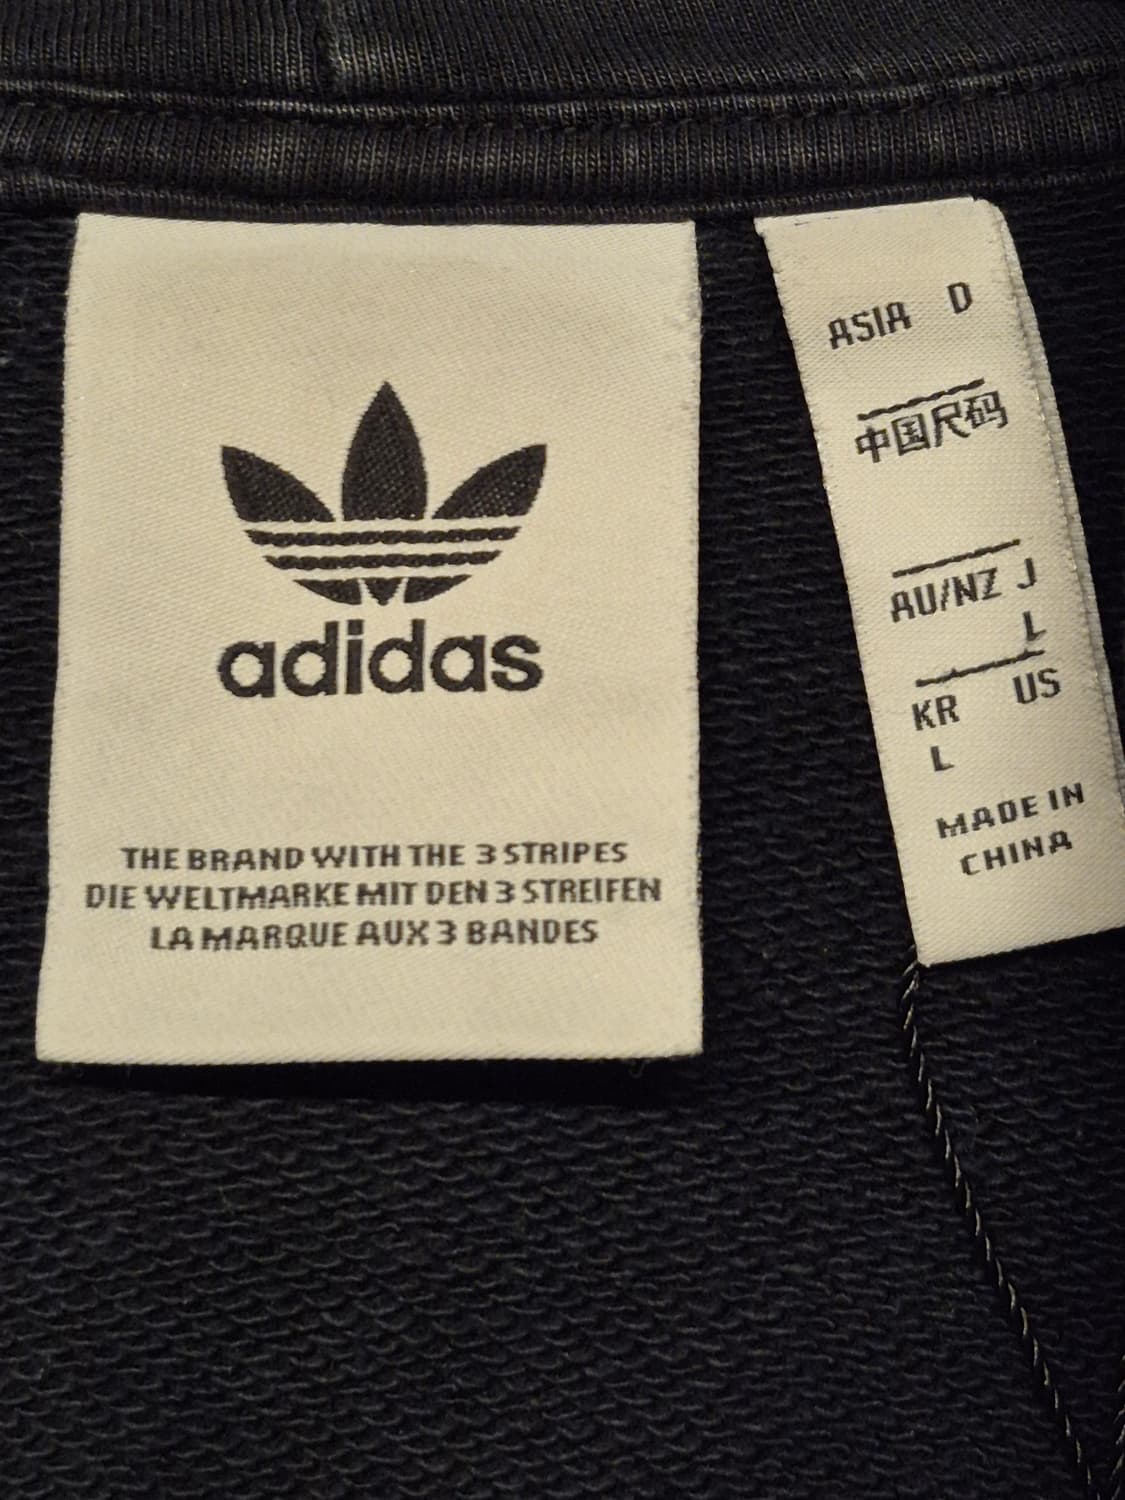 adidas
THE BRAND WITH THE 3 STRIPES
DIE WELTMARKE MIT DEN 3 STREIFEN
LA MARQUE AUX 3 BANDES
ASIA D
中国尺码
AU/NZ J
L
KR US
L
MADE IN
CHINA